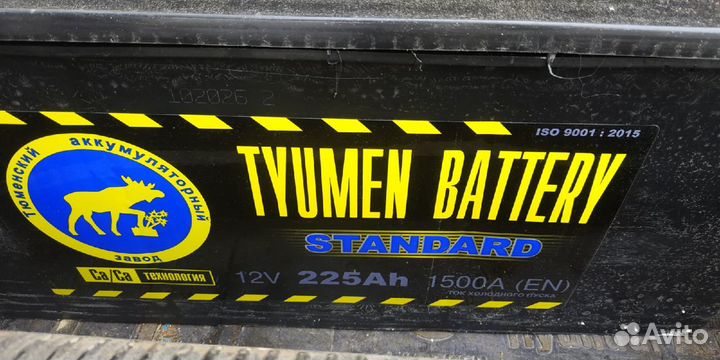 102026 2
ISO 9001 : 2015
Тюменский аккумуляторный завод
TYUMEN BATTERY
STANDARD
Ca/Ca технология
12V 225Ah 1500A (EN)
ток холодного пуска
Avito